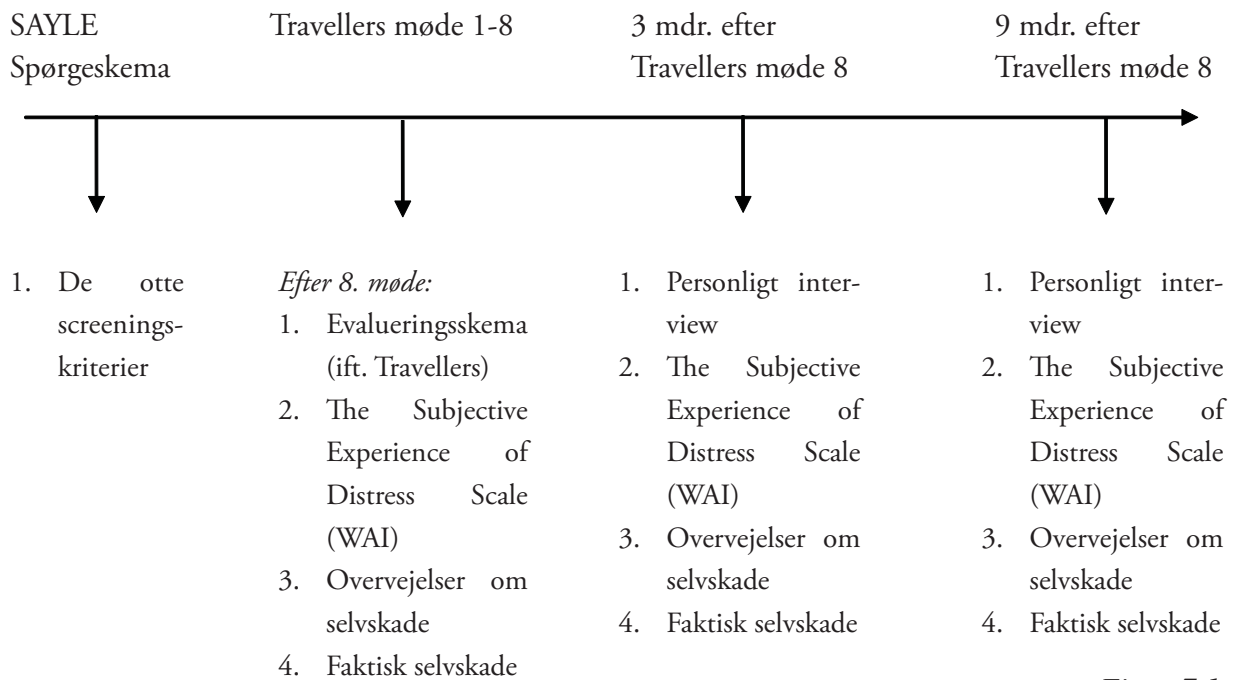 SAYLE
Spørgeskema
Travellers møde 1-8
3 mdr. efter
Travellers møde 8
9 mdr. efter
Travellers møde 8
1. De otte
screenings-
kriterier
Efter 8. møde:
1. Evalueringsskema
(ift. Travellers)
2. The Subjective
Experience of
Distress Scale
(WAI)
3. Overvejelser om
selvskade
4. Faktisk selvskade
1. Personligt inter-
view
2. The Subjective
Experience of
Distress Scale
(WAI)
3. Overvejelser om
selvskade
4. Faktisk selvskade
1. Personligt inter-
view
2. The Subjective
Experience of
Distress Scale
(WAI)
3. Overvejelser om
selvskade
4. Faktisk selvskade